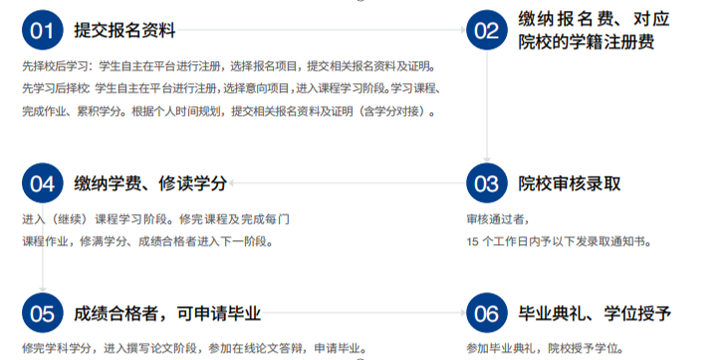 01 提交报名资料
先择校后学习：学生自主在平台进行注册，选择报名项目，提交相关报名资料及证明。
先学习后择校：学生自主在平台进行注册，选择意向项目，进入课程学习阶段。学习课程、
完成作业、累积学分。根据个人时间规划，提交相关报名资料及证明（含学分对接）。
02 缴纳报名费、对应
院校的学籍注册费
03 院校审核录取
审核通过者，
15 个工作日内予以下发录取通知书。
04 缴纳学费、修读学分
进入（继续）课程学习阶段。修完课程及完成每门
课程作业，修满学分、成绩合格者进入下一阶段。
05 成绩合格者，可申请毕业
修完学科学分，进入撰写论文阶段，参加在线论文答辩，申请毕业。
06 毕业典礼、学位授予
参加毕业典礼，院校授予学位。